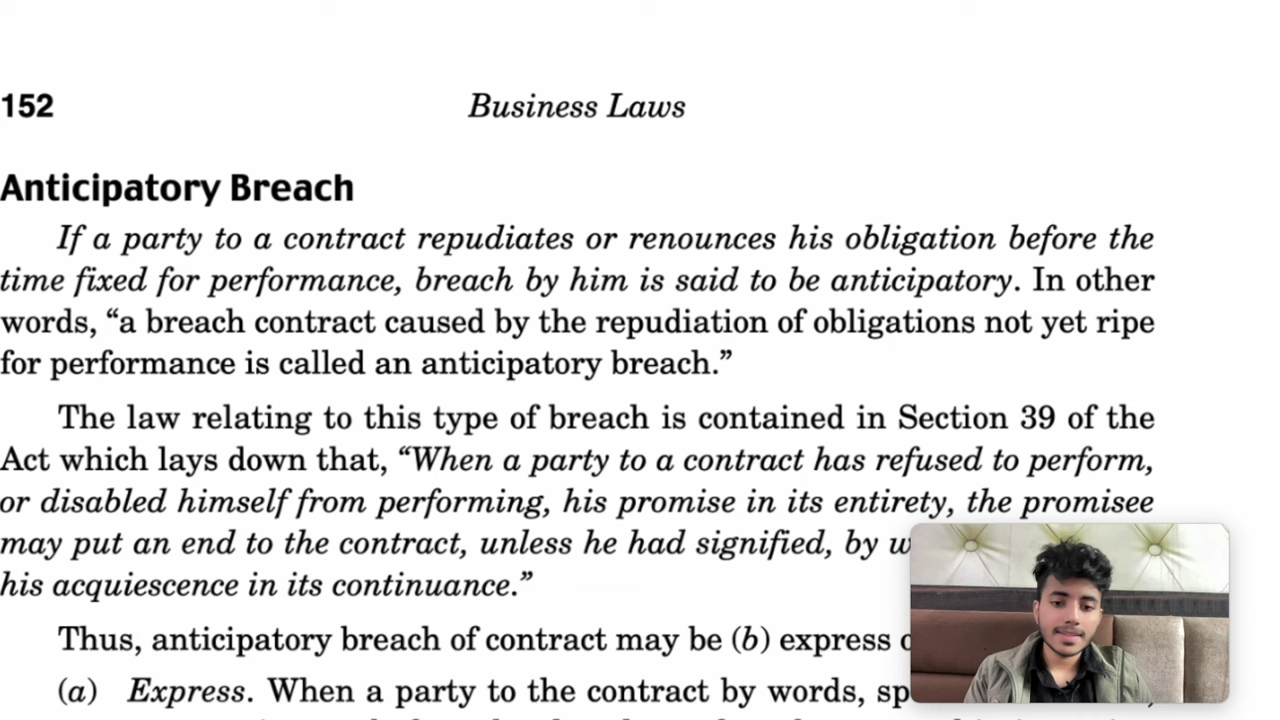 152
Business Laws
Anticipatory Breach
If a party to a contract repudiates or renounces his obligation before the
time fixed for performance, breach by him is said to be anticipatory. In other
words, “a breach contract caused by the repudiation of obligations not yet ripe
for performance is called an anticipatory breach.”
The law relating to this type of breach is contained in Section 39 of the
Act which lays down that, “When a party to a contract has refused to perform,
or disabled himself from performing, his promise in its entirety, the promisee
may put an end to the contract, unless he had signified, by
his acquiescence in its continuance.”
Thus, anticipatory breach of contract may be (b) express
(a) Express. When a party to the contract by words,